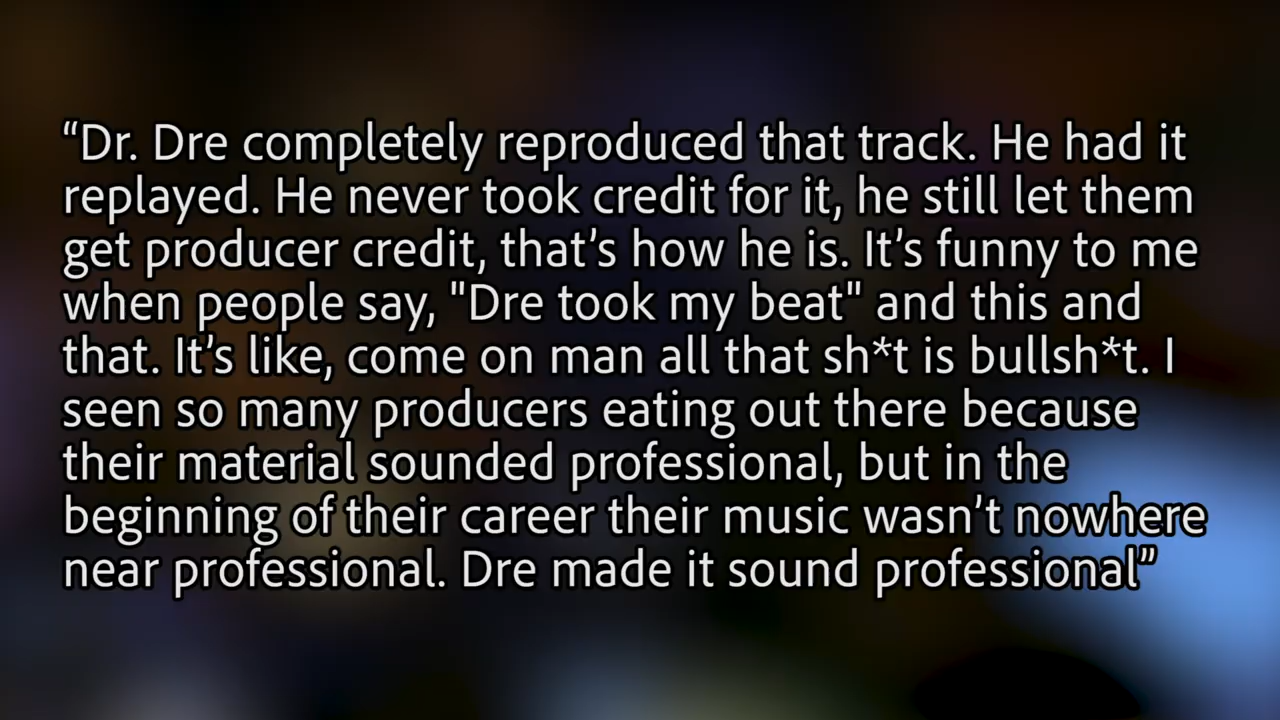 “Dr. Dre completely reproduced that track. He had it
replayed. He never took credit for it, he still let them
get producer credit, that’s how he is. It’s funny to me
when people say, "Dre took my beat" and this and
that. It’s like, come on man all that sh*t is bullsh*t. I
seen so many producers eating out there because
their material sounded professional, but in the
beginning of their career their music wasn’t nowhere
near professional. Dre made it sound professional”